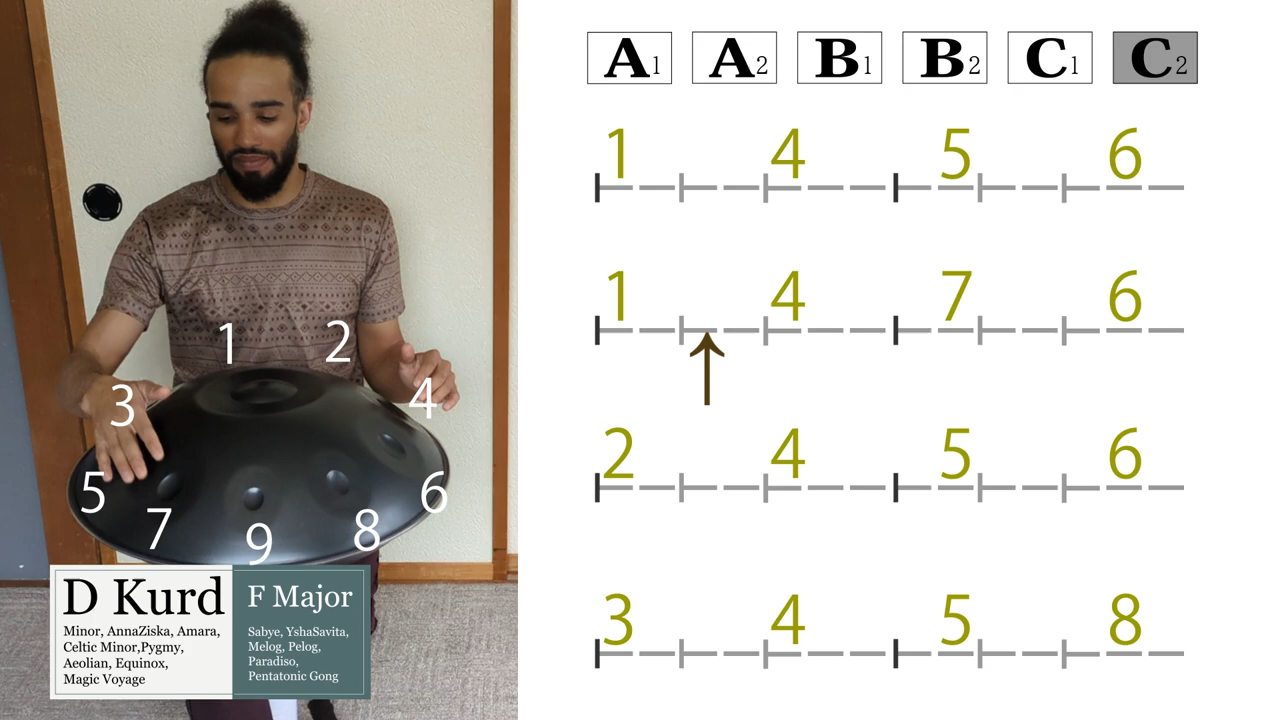 A1 A2 B1 B2 C1 C2
1 4 5 6
1 4 7 6
2 4 5 6
3 4 5 8
1 2
3 4
5 6
7 8
9
D Kurd
Minor, AnnaZiska, Amara,
Celtic Minor,Pygmy,
Aeolian, Equinox,
Magic Voyage
F Major
Sabye, YshaSavita,
Melog, Pelog,
Paradiso,
Pentatonic Gong